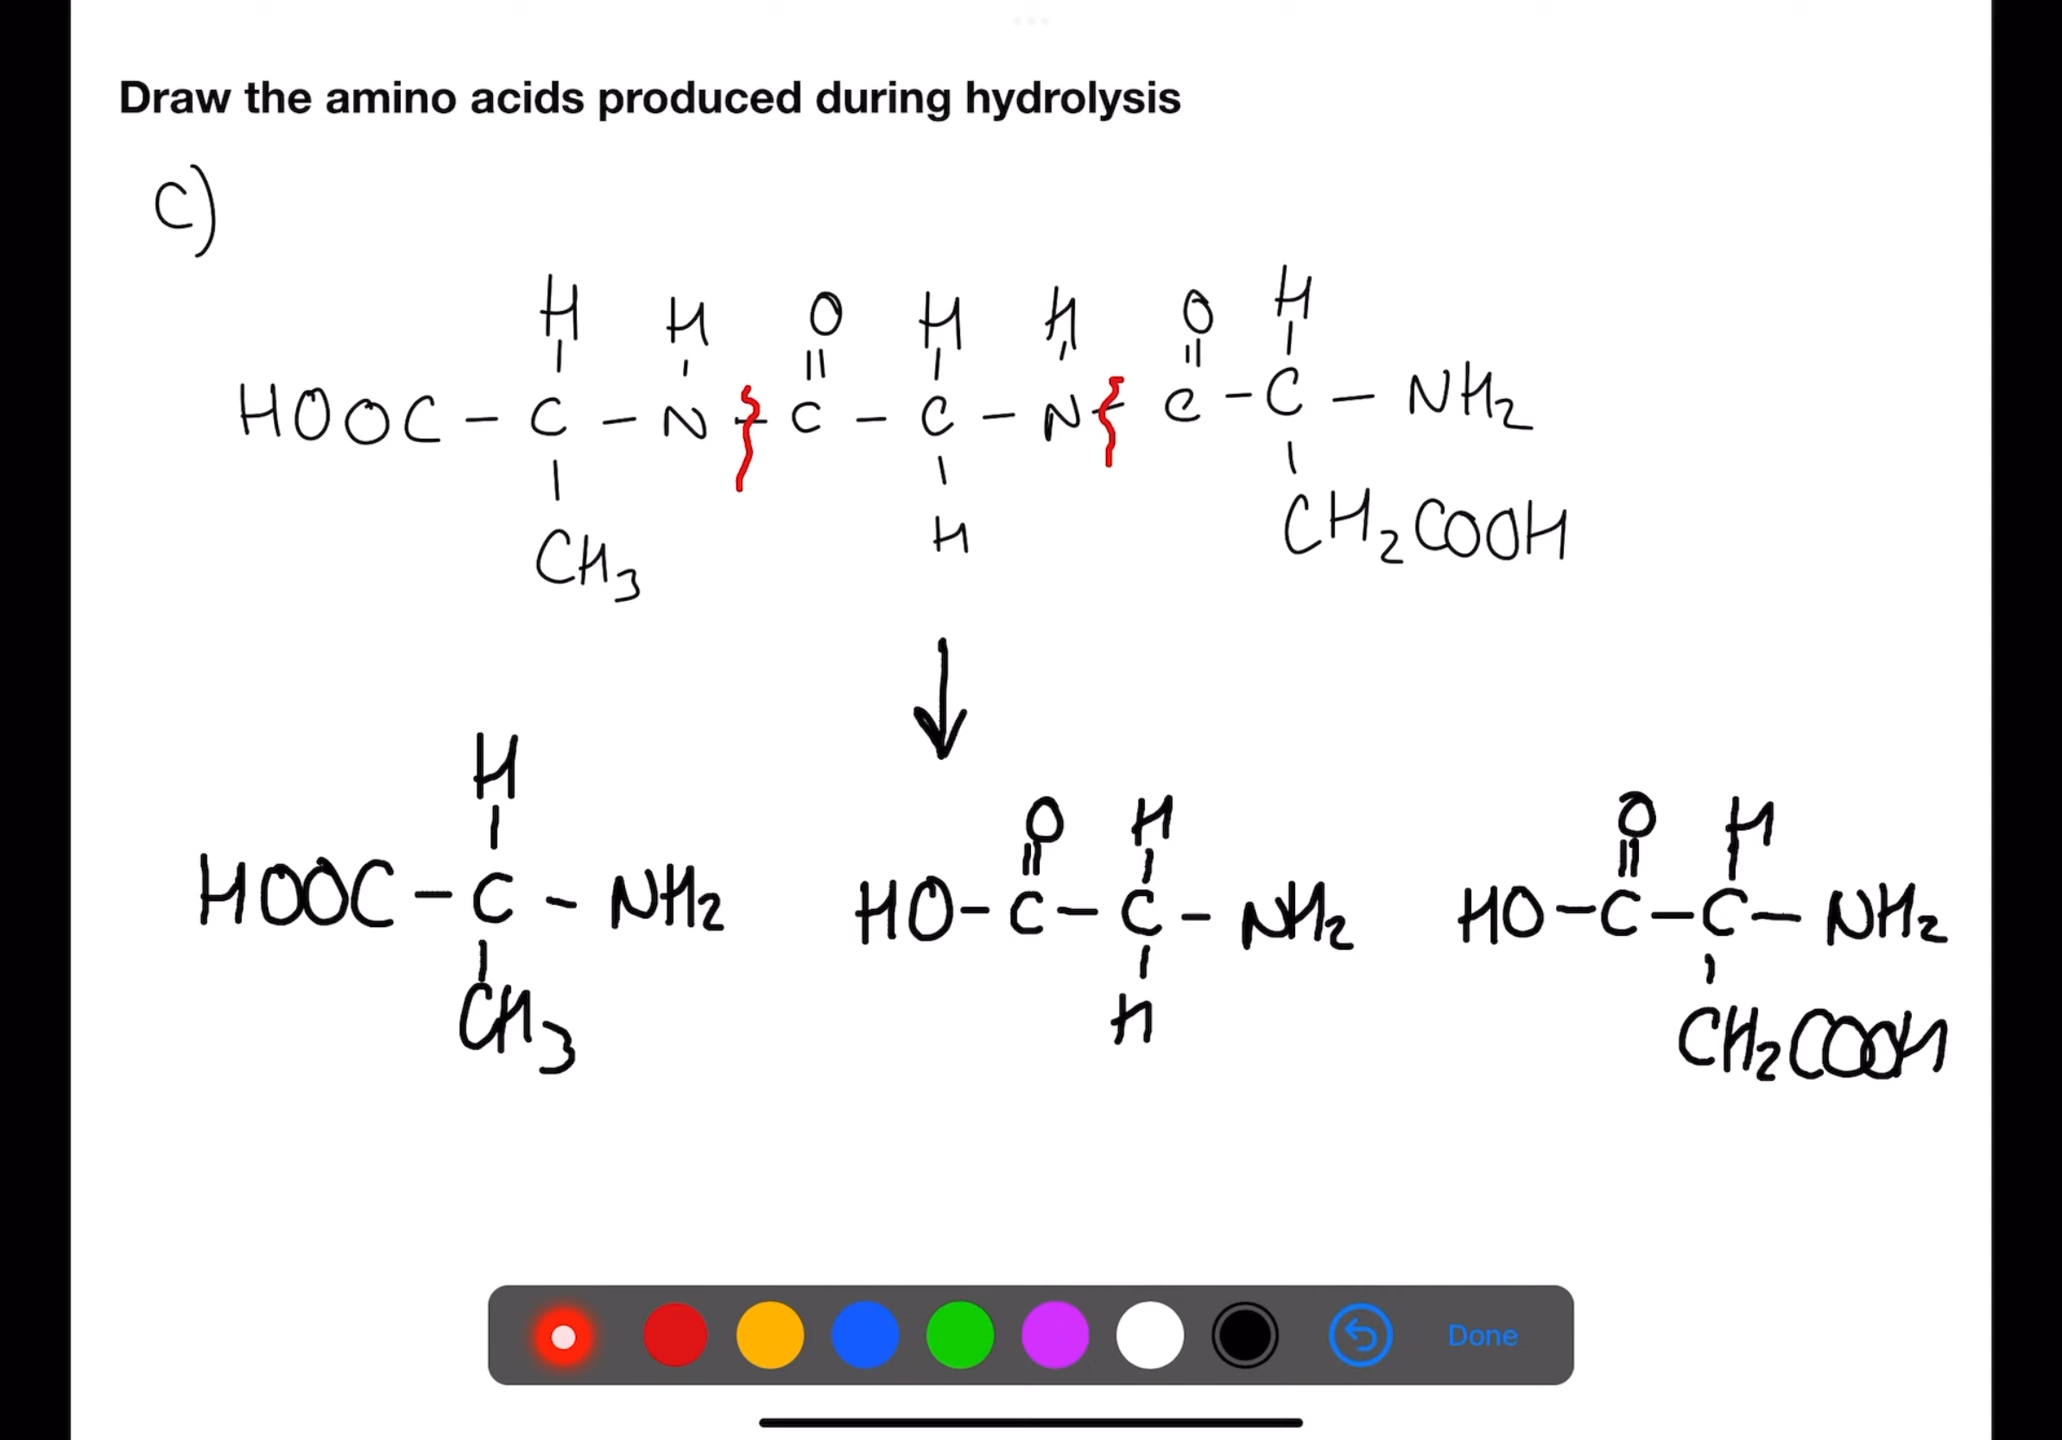 Draw the amino acids produced during hydrolysis
C)
H H O H H O H
HOOC - C - N - C - C - N - C - C - NH2
CH3 H CH2COOH
H O H O H
HOOC - C - NH2 HO - C - C - NH2 HO - C - C - NH2
CH3 H CH2COOH
Done